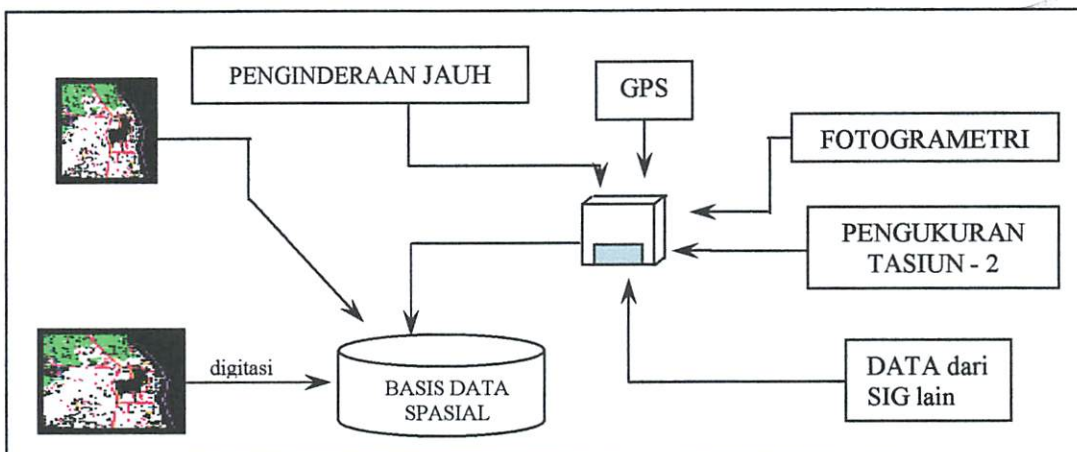 PENGINDERAAN JAUH
GPS
FOTOGRAMETRI
PENGUKURAN
TASIUN - 2
digitasi
BASIS DATA
SPASIAL
DATA dari
SIG lain